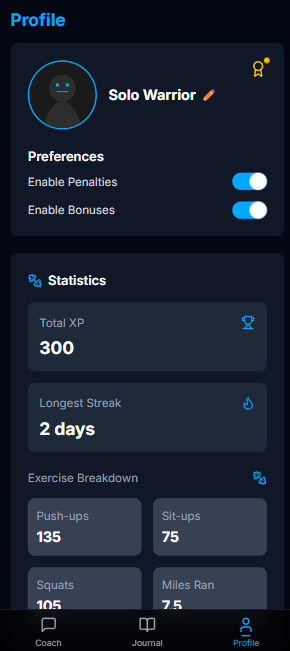 Profile
Solo Warrior
Preferences
Enable Penalties
Enable Bonuses
Statistics
Total XP
300
Longest Streak
2 days
Exercise Breakdown
Push-ups
135
Sit-ups
75
Squats
105
Miles Ran
7.5
Coach
Journal
Profile